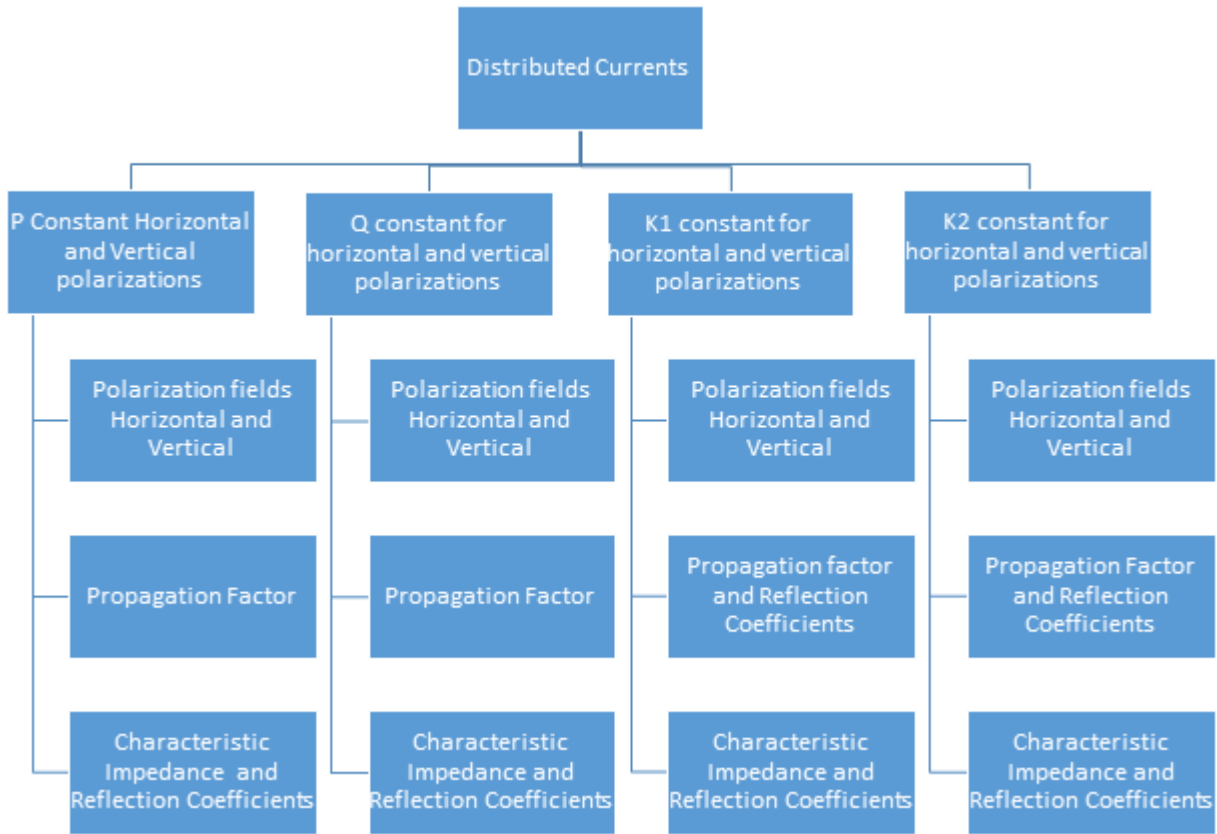 Distributed Currents
P Constant Horizontal
and Vertical
polarizations
Q constant for
horizontal and vertical
polarizations
K1 constant for
horizontal and vertical
polarizations
K2 constant for
horizontal and vertical
polarizations
Polarization fields
Horizontal and
Vertical
Polarization fields
Horizontal and
Vertical
Polarization fields
Horizontal and
Vertical
Polarization fields
Horizontal and
Vertical
Propagation Factor
Propagation Factor
Propagation factor
and Reflection
Coefficients
Propagation Factor
and Reflection
Coefficients
Characteristic
Impedance and
Reflection Coefficients
Characteristic
Impedance and
Reflection Coefficients
Characteristic
Impedance and
Reflection Coefficients
Characteristic
Impedance and
Reflection Coefficients